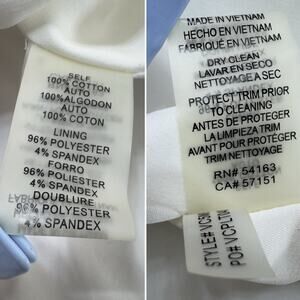 SELF
100% COTTON
AUTO
100% ALGODON
AUTO
100% COTON
LINING
96% POLYESTER
4% SPANDEX
FORRO
96% POLIESTER
4% SPANDEX
DOUBLURE
96% POLYESTER
4% SPANDEX
MADE IN VIETNAM
HECHO EN VIETNAM
FABRIQUÉ EN VIETNAM
DRY CLEAN
LAVAR EN SECO
NETTOYAGE A SEC
PROTECT TRIM PRIOR
TO CLEANING
ANTES DE PROTEGER
LA LIMPIEZA TRIM
AVANT POUR PROTÉGER
TRIM NETTOYAGE
RN# 54163
CA# 57151
STYLE#
PO#